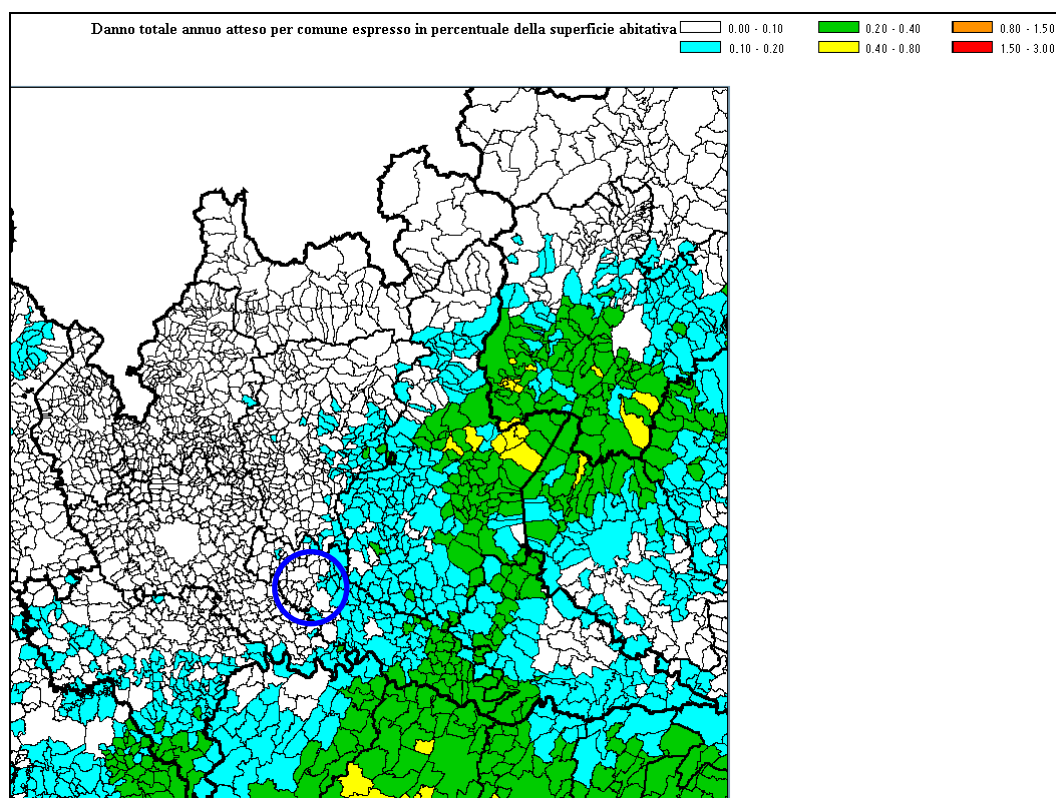 Danno totale annuo atteso per comune espresso in percentuale della superficie abitativa 0.00 - 0.10 0.20 - 0.40 0.80 - 1.50
0.10 - 0.20 0.40 - 0.80 1.50 - 3.00